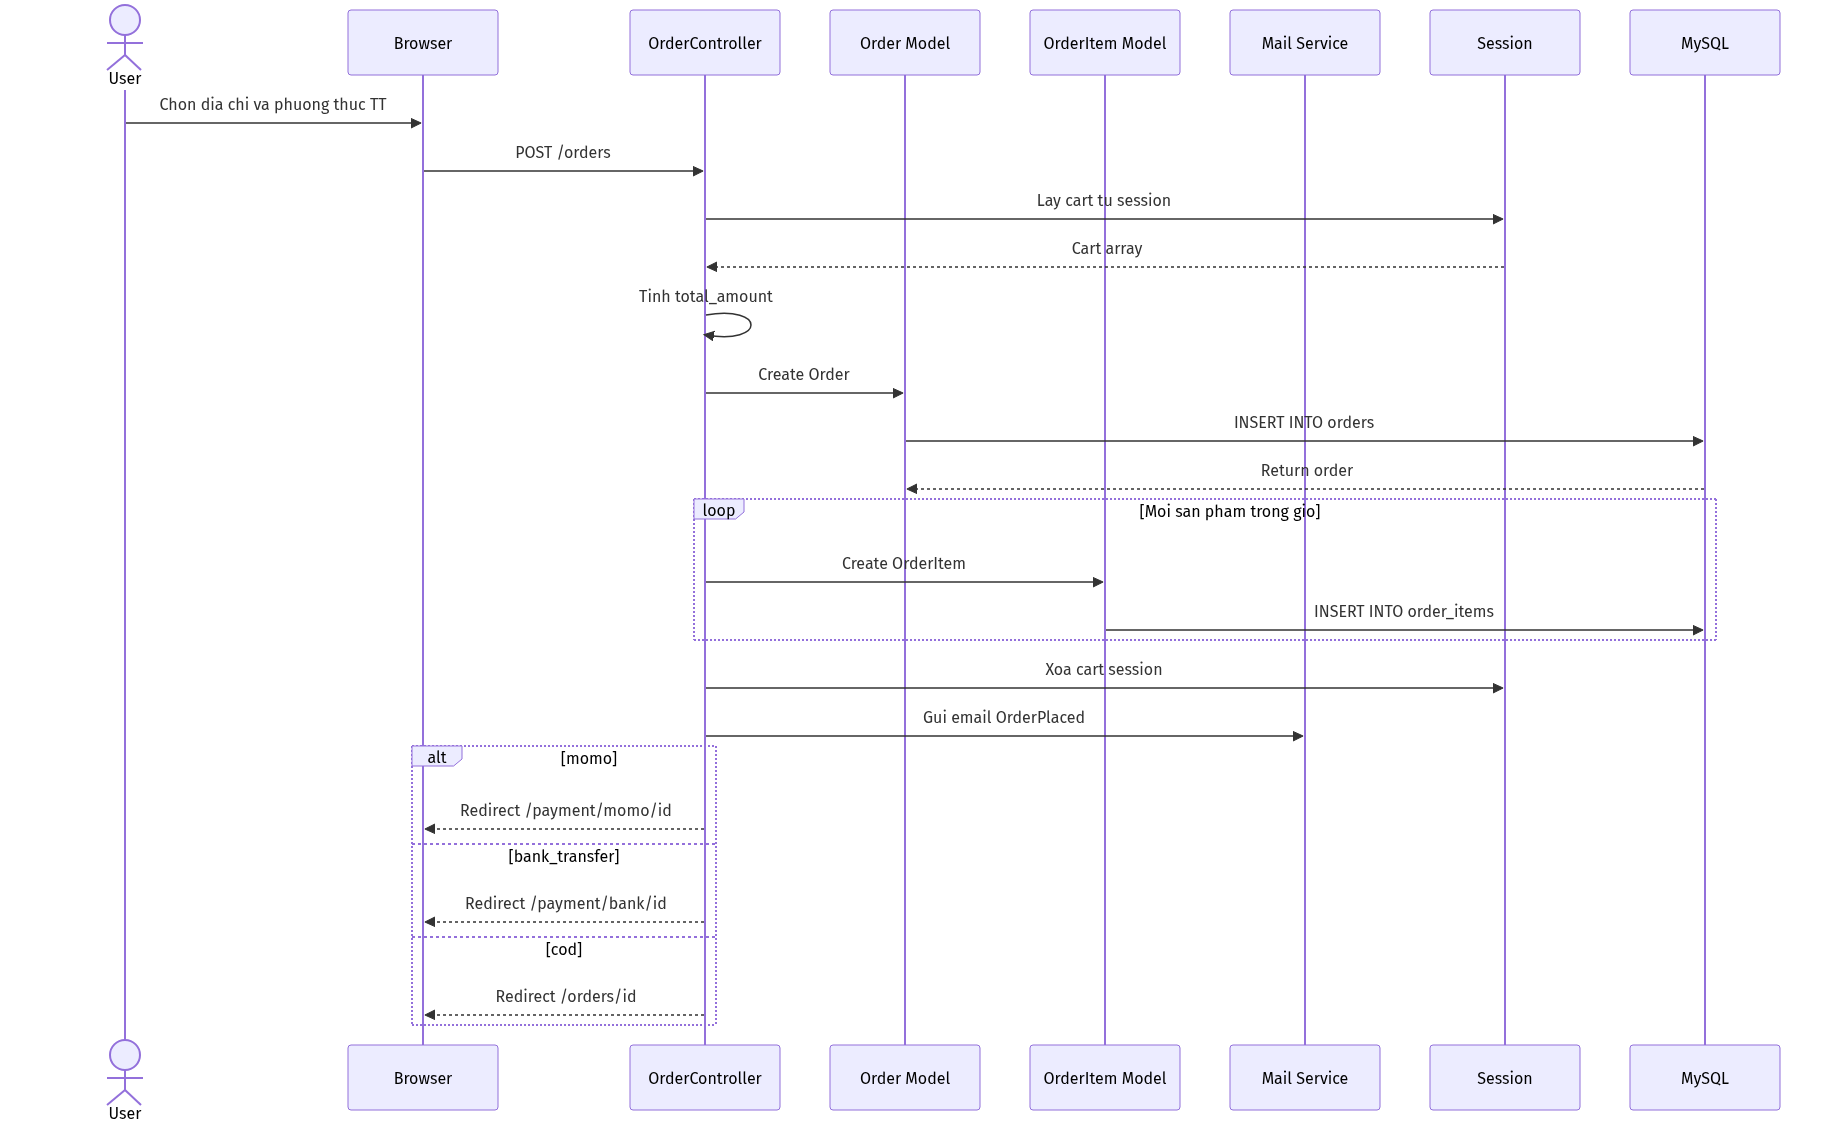 User
Browser
OrderController
Order Model
OrderItem Model
Mail Service
Session
MySQL
Chon dia chi va phuong thuc TT
POST /orders
Lay cart tu session
Cart array
Tinh total_amount
Create Order
INSERT INTO orders
Return order
loop
[Moi san pham trong gio]
Create OrderItem
INSERT INTO order_items
Xoa cart session
Gui email OrderPlaced
alt
[momo]
Redirect /payment/momo/id
[bank_transfer]
Redirect /payment/bank/id
[cod]
Redirect /orders/id
User
Browser
OrderController
Order Model
OrderItem Model
Mail Service
Session
MySQL